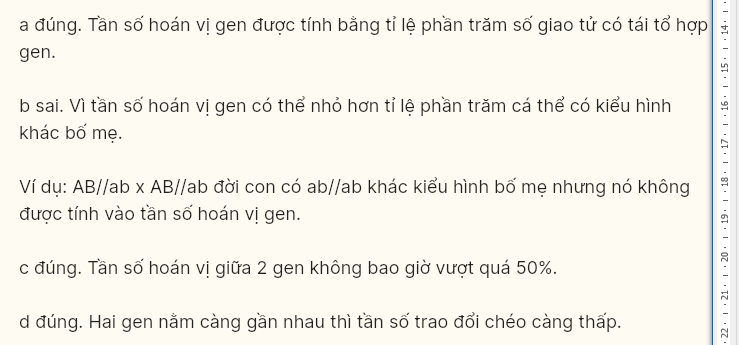 a đúng. Tần số hoán vị gen được tính bằng tỉ lệ phần trăm số giao tử có tái tổ hợp
gen.
b sai. Vì tần số hoán vị gen có thể nhỏ hơn tỉ lệ phần trăm cá thể có kiểu hình
khác bố mẹ.
Ví dụ: AB//ab x AB//ab đời con có ab//ab khác kiểu hình bố mẹ nhưng nó không
được tính vào tần số hoán vị gen.
c đúng. Tần số hoán vị giữa 2 gen không bao giờ vượt quá 50%.
d đúng. Hai gen nằm càng gần nhau thì tần số trao đổi chéo càng thấp.
14
15
16
17
18
19
20
21
22